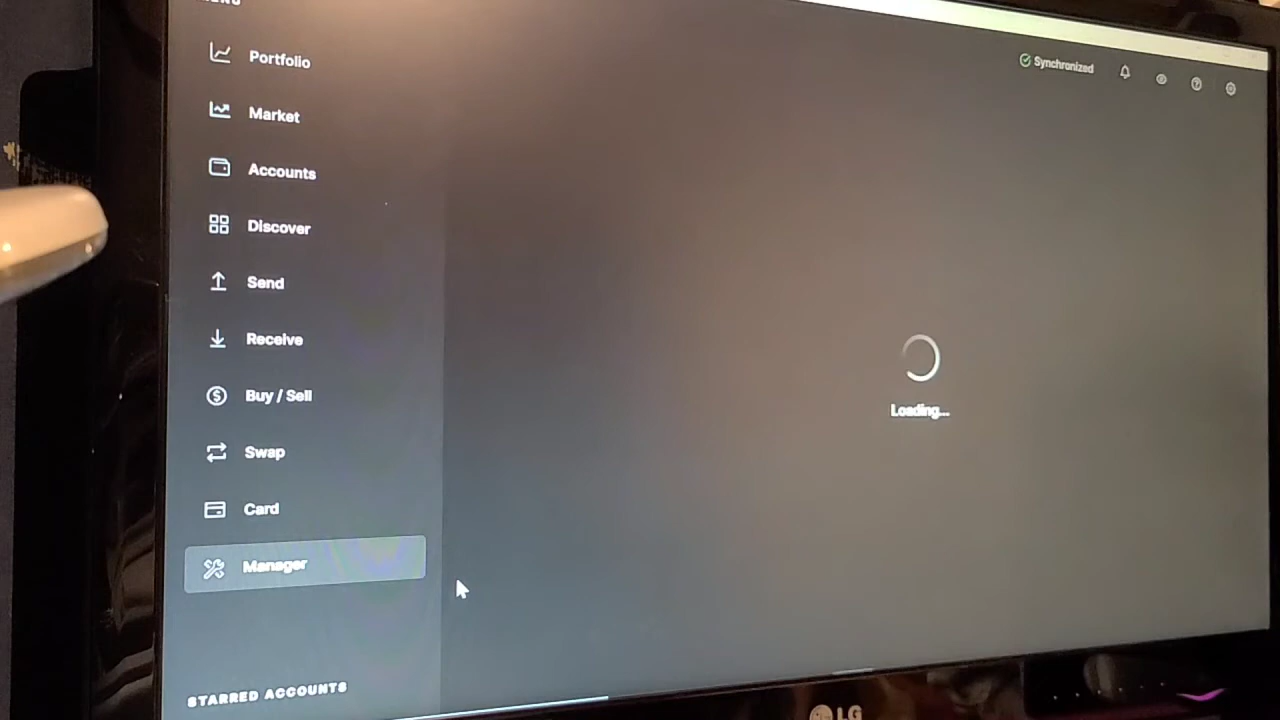 Portfolio
Synchronized
Market
Accounts
Discover
Send
Receive
Buy / Sell
Loading...
Swap
Card
Manager
STARRED ACCOUNTS
LG